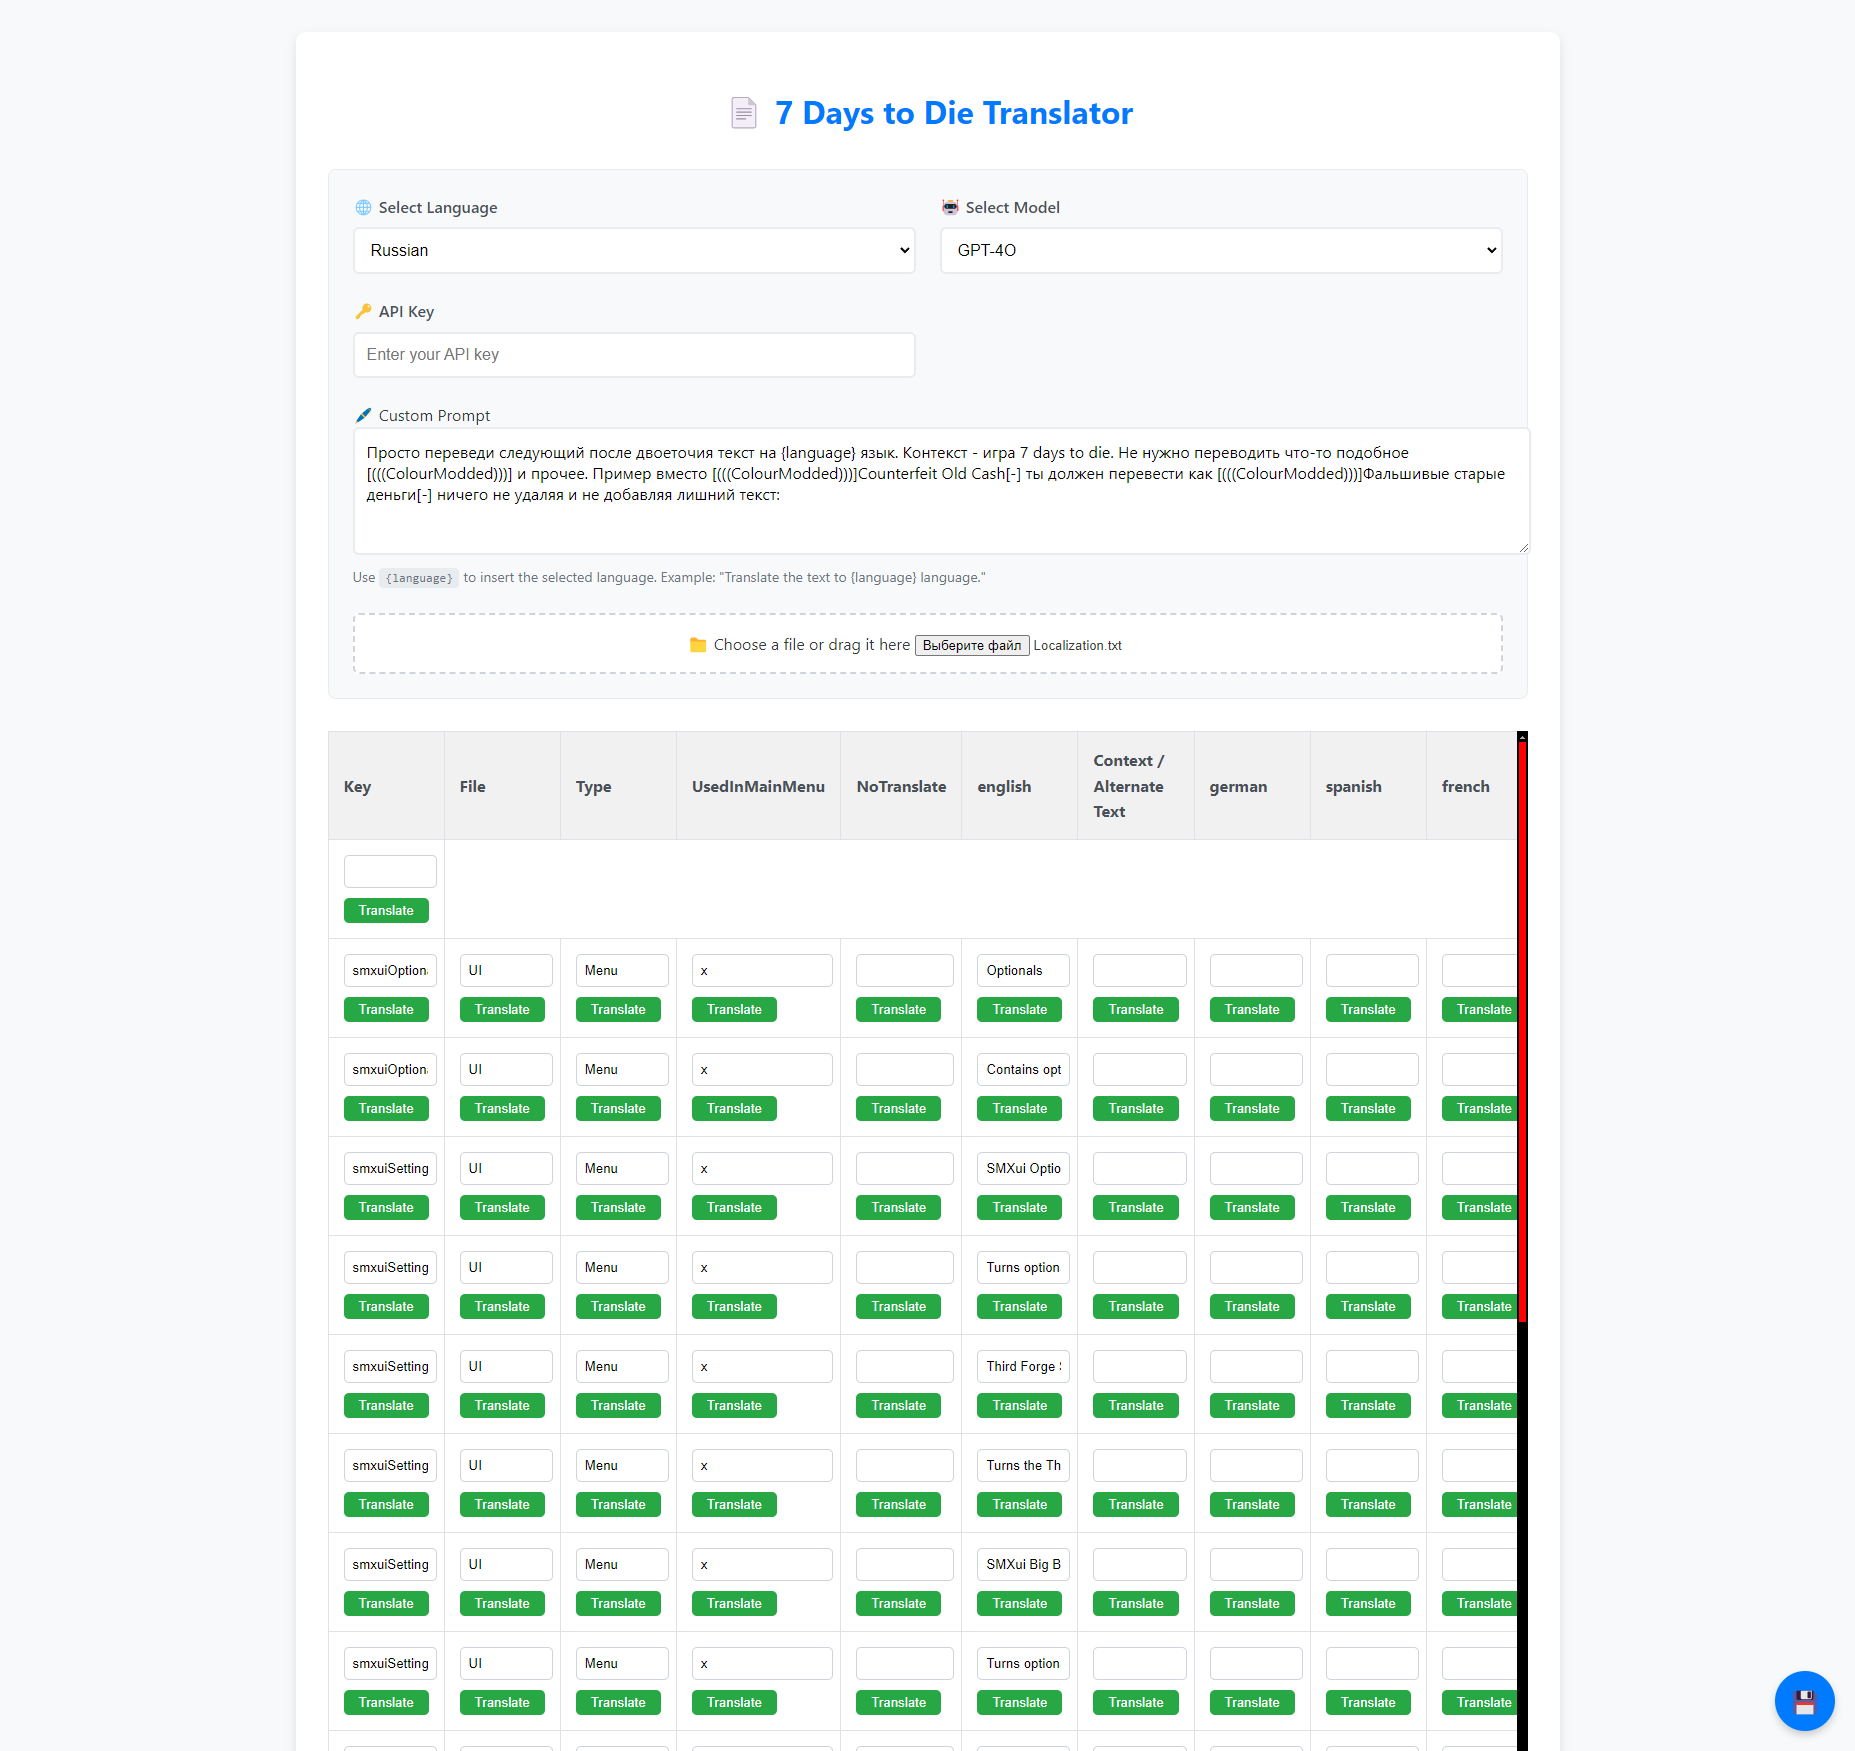 7 Days to Die Translator
Select Language
Select Model
Russian
GPT-4O
API Key
Enter your API key
Custom Prompt
Просто переведи следующий после двоеточия текст на {language} язык. Контекст - игра 7 days to die. Не нужно переводить что-то подобное
[(((ColourModded)))] и прочее. Пример вместо [(((ColourModded)))]Counterfeit Old Cash[-] ты должен перевести как [(((ColourModded)))]Фальшивые старые
деньги[-] ничего не удаляя и не добавляя лишний текст:
Use {language} to insert the selected language. Example: "Translate the text to {language} language."
Choose a file or drag it here Выберите файл Localization.txt
Key File Type UsedInMainMenu NoTranslate english Context / Alternate Text german spanish french
Translate
smxuiOption UI Menu x Optionals
Translate Translate Translate Translate Translate Translate Translate Translate Translate Translate
smxuiOption UI Menu x Contains opt
Translate Translate Translate Translate Translate Translate Translate Translate Translate Translate
smxuiSetting UI Menu x SMXui Optio
Translate Translate Translate Translate Translate Translate Translate Translate Translate Translate
smxuiSetting UI Menu x Turns option
Translate Translate Translate Translate Translate Translate Translate Translate Translate Translate
smxuiSetting UI Menu x Third Forge
Translate Translate Translate Translate Translate Translate Translate Translate Translate Translate
smxuiSetting UI Menu x Turns the Th
Translate Translate Translate Translate Translate Translate Translate Translate Translate Translate
smxuiSetting UI Menu x SMXui Big B
Translate Translate Translate Translate Translate Translate Translate Translate Translate Translate
smxuiSetting UI Menu x Turns option
Translate Translate Translate Translate Translate Translate Translate Translate Translate Translate